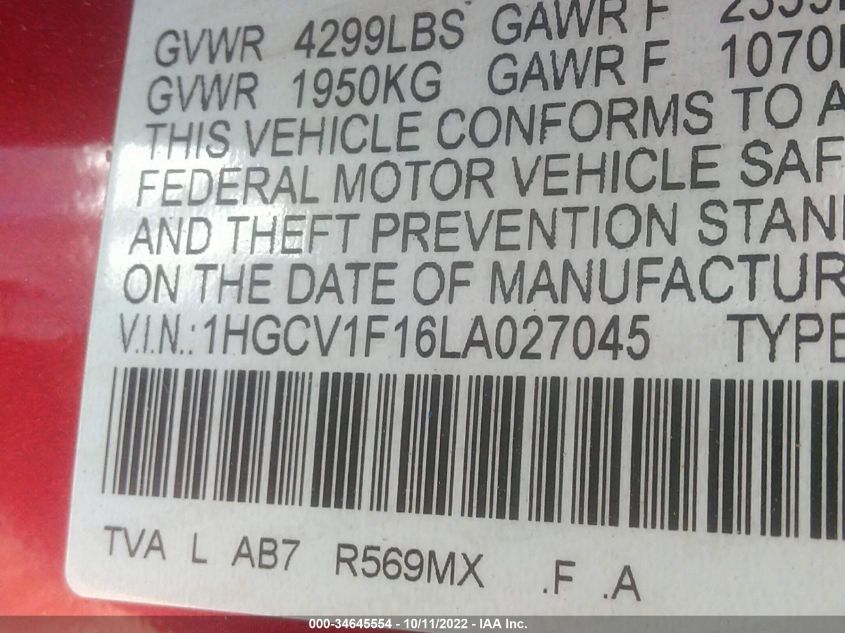 GVWR 4299LBS GAWR F
GVWR 1950KG GAWR F 1070
THIS VEHICLE CONFORMS TO A
FEDERAL MOTOR VEHICLE SAF
AND THEFT PREVENTION STAN
ON THE DATE OF MANUFACTUR
V.I.N.:1HGCV1F16LA027045 TYPE
TVA L AB7 R569MX .F .A
000-34645554 - 10/11/2022 - IAA Inc.